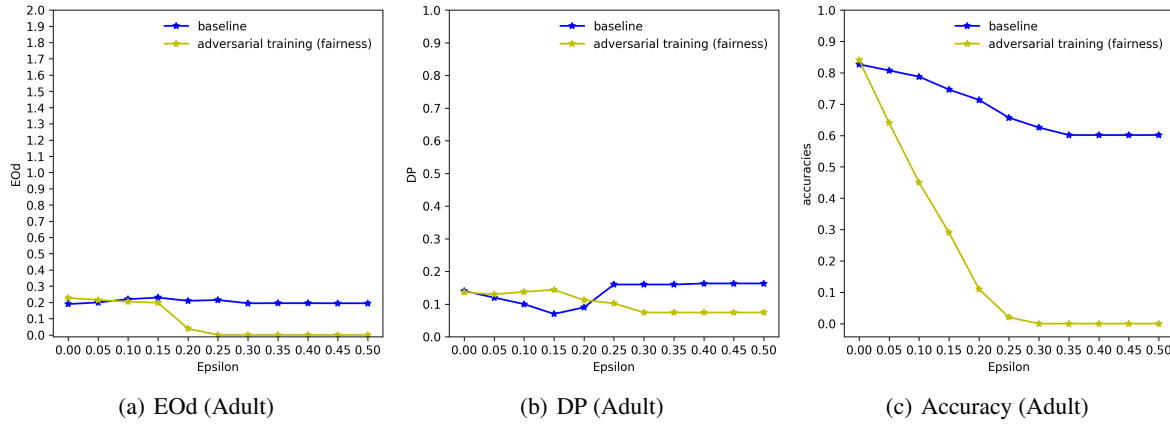 2.0
1.9
1.8
1.7
1.6
1.5
1.4
1.3
1.2
1.1
1.0
0.9
0.8
0.7
0.6
0.5
0.4
0.3
0.2
0.1
0.0
EOd
baseline
adversarial training (fairness)
0.00 0.05 0.10 0.15 0.20 0.25 0.30 0.35 0.40 0.45 0.50
Epsilon
(a) EOd (Adult)
1.0
0.9
0.8
0.7
0.6
0.5
0.4
0.3
0.2
0.1
0.0
DP
baseline
adversarial training (fairness)
0.00 0.05 0.10 0.15 0.20 0.25 0.30 0.35 0.40 0.45 0.50
Epsilon
(b) DP (Adult)
1.0
0.9
0.8
0.7
0.6
0.5
0.4
0.3
0.2
0.1
0.0
accuracies
baseline
adversarial training (fairness)
0.00 0.05 0.10 0.15 0.20 0.25 0.30 0.35 0.40 0.45 0.50
Epsilon
(c) Accuracy (Adult)